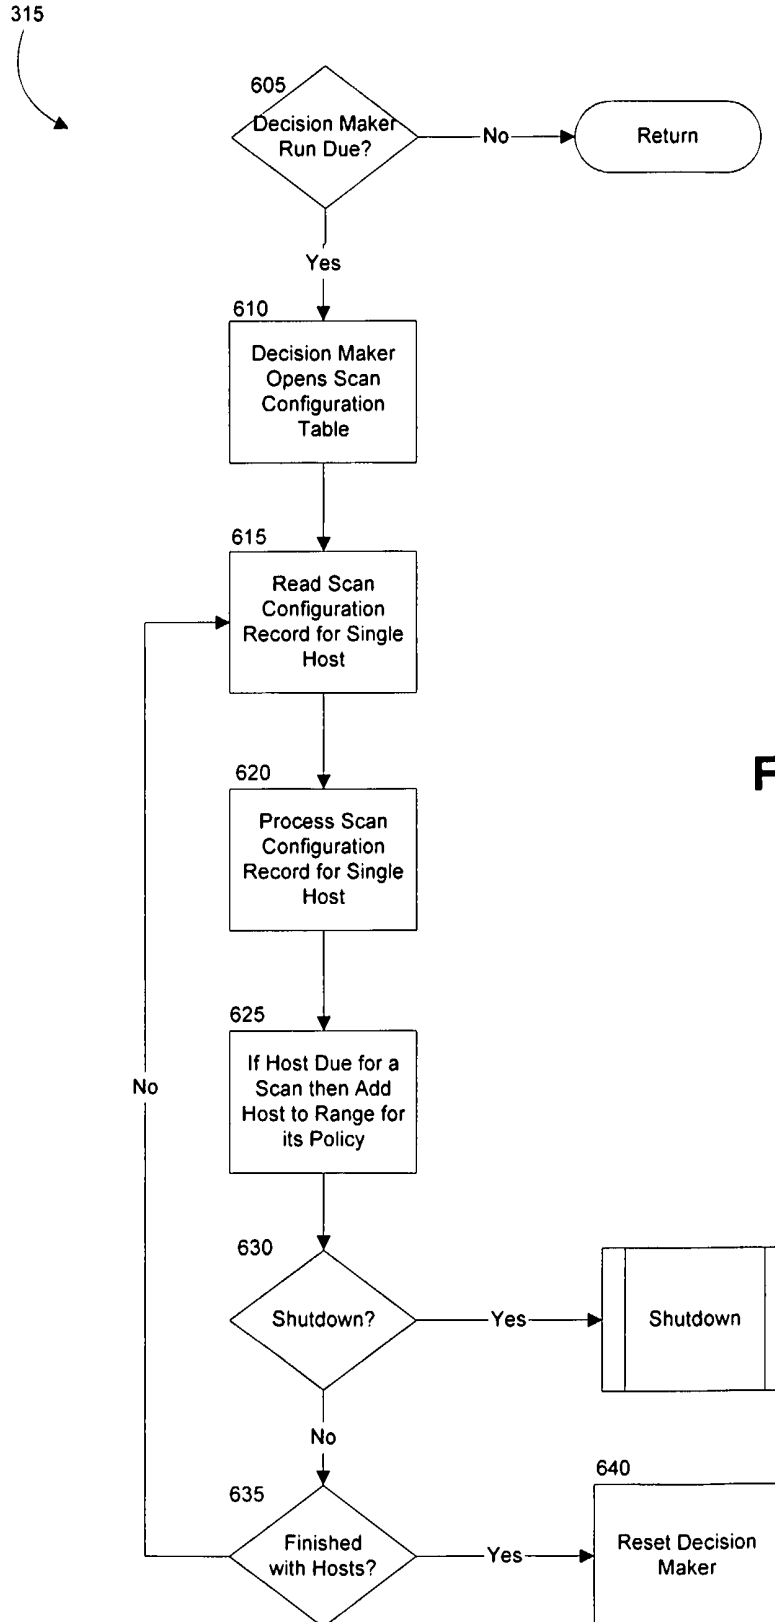 315
605
Decision Maker
Run Due?
No
Return
Yes
610
Decision Maker
Opens Scan
Configuration
Table
615
Read Scan
Configuration
Record for Single
Host
620
F
Process Scan
Configuration
Record for Single
Host
625
If Host Due for a
Scan then Add
Host to Range for
its Policy
No
630
Shutdown?
Yes
Shutdown
No
635
640
Finished
with Hosts?
Yes
Reset Decision
Maker